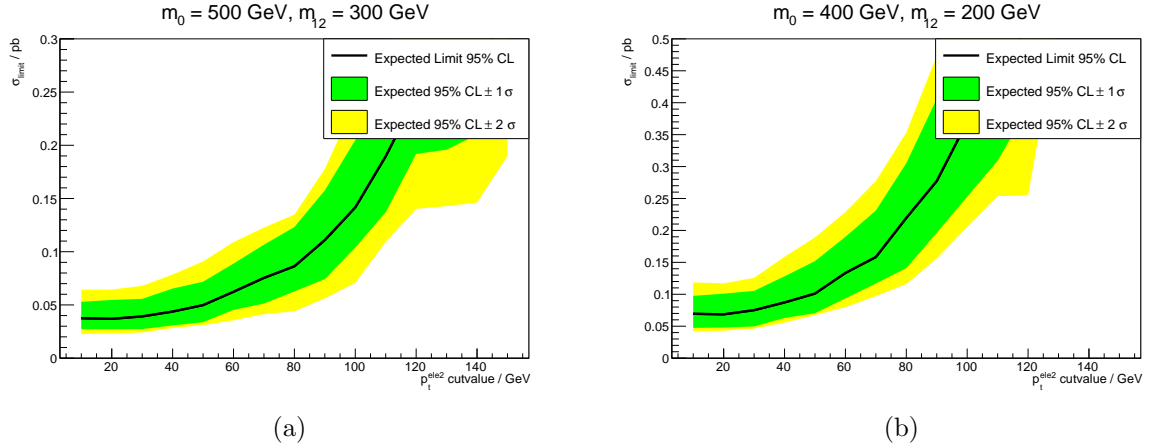 m0 = 500 GeV, m12 = 300 GeV
σlimit / pb
0.3
0.25
0.2
0.15
0.1
0.05
0
Expected Limit 95% CL
Expected 95% CL ± 1 σ
Expected 95% CL ± 2 σ
20 40 60 80 100 120 140
p_t^ele2 cutvalue / GeV
(a)
m0 = 400 GeV, m12 = 200 GeV
σlimit / pb
0.5
0.45
0.4
0.35
0.3
0.25
0.2
0.15
0.1
0.05
0
Expected Limit 95% CL
Expected 95% CL ± 1 σ
Expected 95% CL ± 2 σ
20 40 60 80 100 120 140
p_t^ele2 cutvalue / GeV
(b)